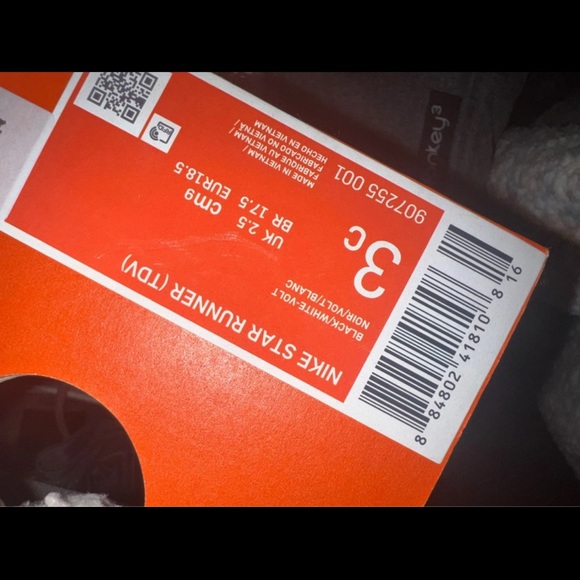 NIKE STAR RUNNER (TDV)
BLACK/WHITE-VOLT
NOIR/VOLT/BLANC
3C
UK 2.5 cm9
BR 17.5 EUR18.5
907255 001
MADE IN VIETNAM /
FABRIQUE AU VIETNAM /
FABRICADO NO VIETNÃ /
HECHO EN VIETNAM
8 84802 41810 8 16